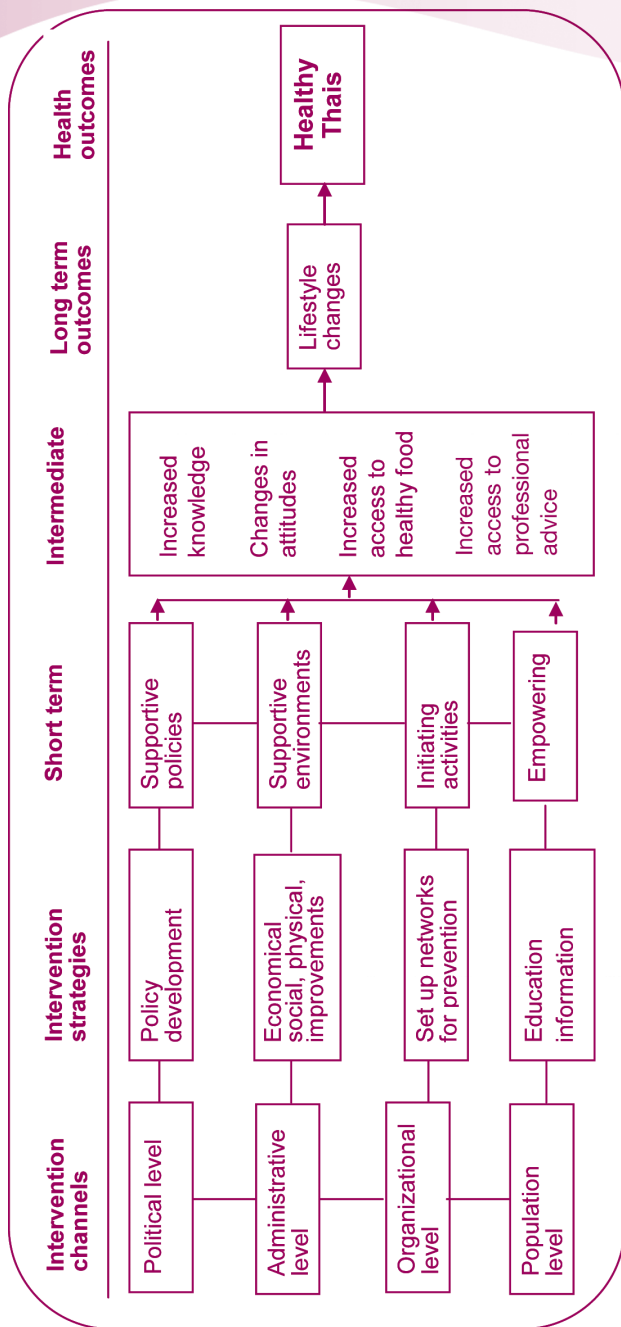 Intervention
channels
Intervention
strategies
Short term
Intermediate
Long term
outcomes
Health
outcomes
Political level
Policy
development
Supportive
policies
Administrative
level
Economical
social, physical,
improvements
Supportive
environments
Organizational
level
Set up networks
for prevention
Initiating
activities
Population
level
Education
information
Empowering
Increased
knowledge
Changes in
attitudes
Increased
access to
healthy food
Increased
access to
professional
advice
Lifestyle
changes
Healthy
Thais